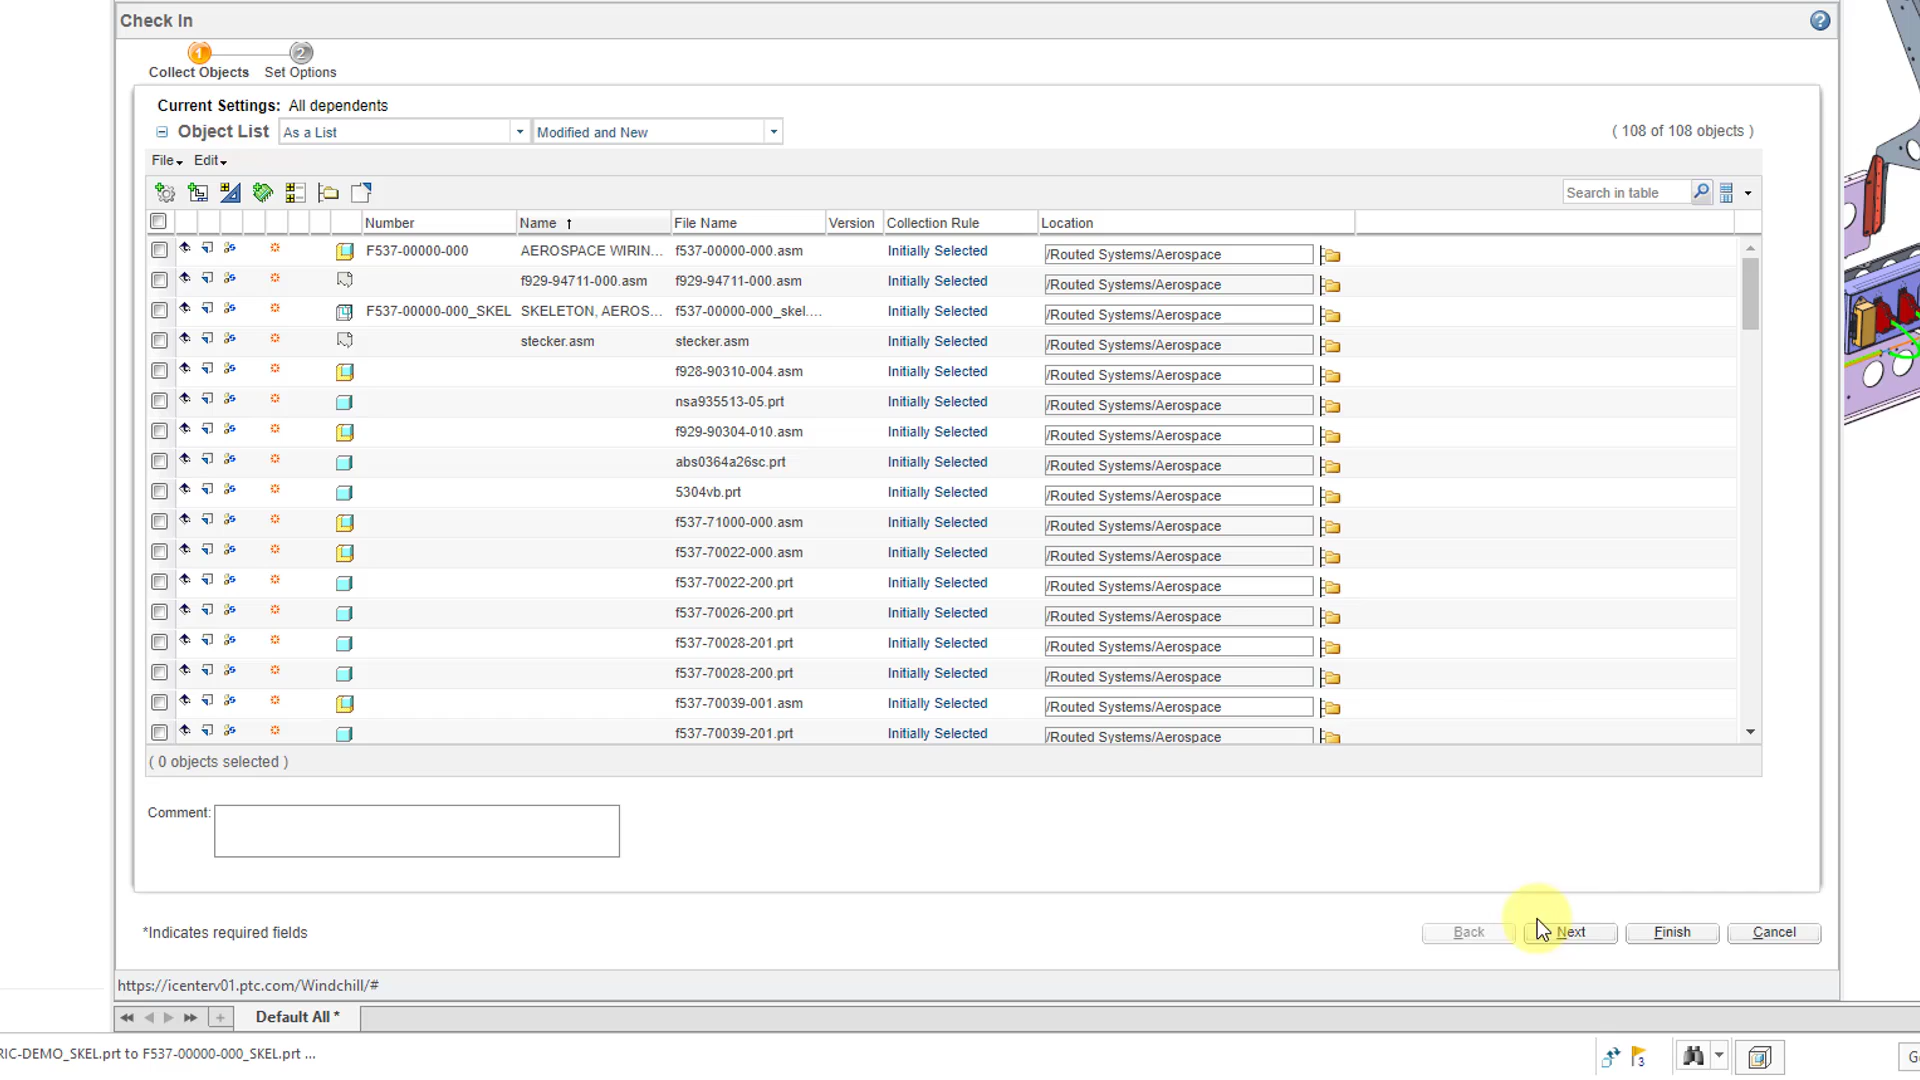 Check In
1 2
Collect Objects Set Options
Current Settings: All dependents
Object List As a List Modified and New ( 108 of 108 objects )
File Edit
Search in table
Number Name ↑ File Name Version Collection Rule Location
F537-00000-000 AEROSPACE WIRIN... f537-00000-000.asm Initially Selected /Routed Systems/Aerospace
f929-94711-000.asm f929-94711-000.asm Initially Selected /Routed Systems/Aerospace
F537-00000-000_SKEL SKELETON, AEROS... f537-00000-000_skel.... Initially Selected /Routed Systems/Aerospace
stecker.asm stecker.asm Initially Selected /Routed Systems/Aerospace
f928-90310-004.asm Initially Selected /Routed Systems/Aerospace
nsa935513-05.prt Initially Selected /Routed Systems/Aerospace
f929-90304-010.asm Initially Selected /Routed Systems/Aerospace
abs0364a26sc.prt Initially Selected /Routed Systems/Aerospace
5304vb.prt Initially Selected /Routed Systems/Aerospace
f537-71000-000.asm Initially Selected /Routed Systems/Aerospace
f537-70022-000.asm Initially Selected /Routed Systems/Aerospace
f537-70022-200.prt Initially Selected /Routed Systems/Aerospace
f537-70026-200.prt Initially Selected /Routed Systems/Aerospace
f537-70028-201.prt Initially Selected /Routed Systems/Aerospace
f537-70028-200.prt Initially Selected /Routed Systems/Aerospace
f537-70039-001.asm Initially Selected /Routed Systems/Aerospace
f537-70039-201.prt Initially Selected /Routed Systems/Aerospace
( 0 objects selected )
Comment:
*Indicates required fields Back Next Finish Cancel
https://icenterv01.ptc.com/Windchill/#
Default All *
RIC-DEMO_SKEL.prt to F537-00000-000_SKEL.prt ...
3